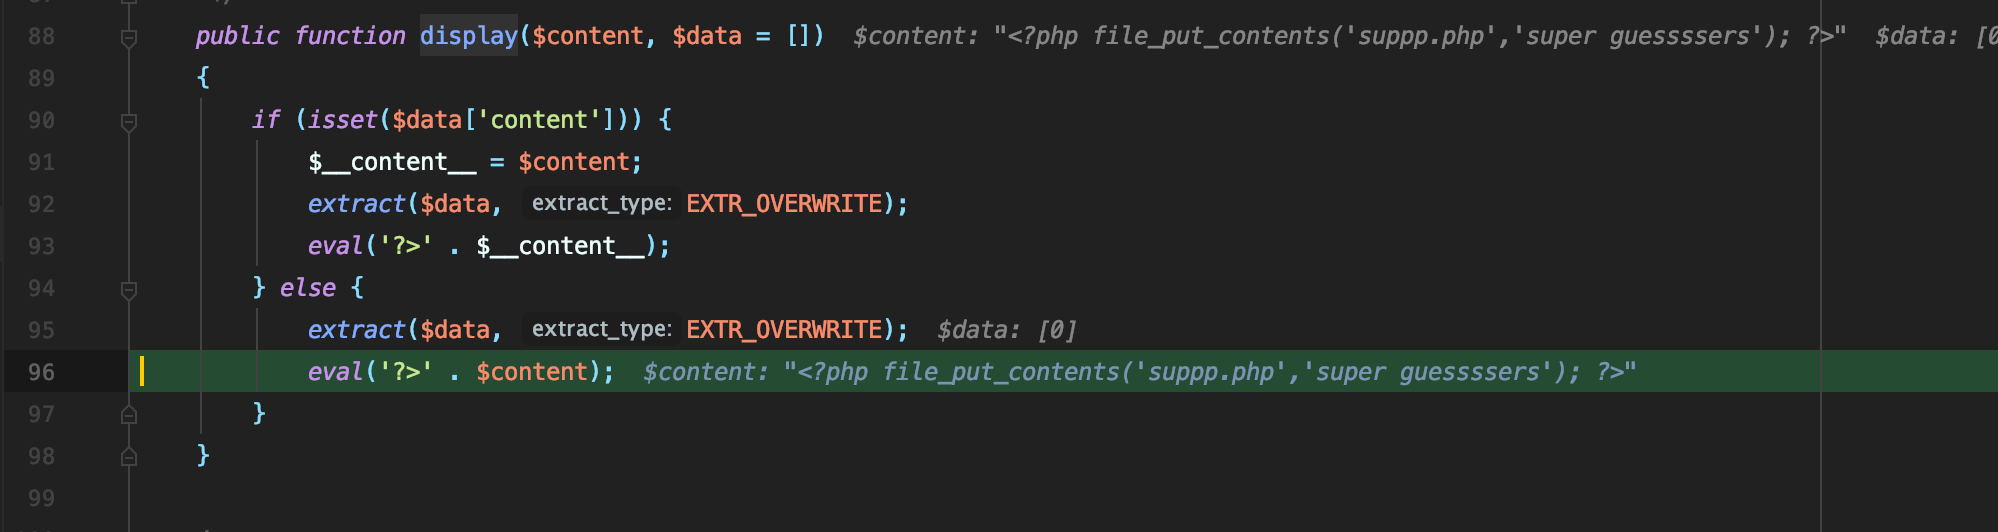 88 public function display($content, $data = []) $content: "<?php file_put_contents('suppp.php','super guessssers'); ?>" $data: [0
89 {
90 if (isset($data['content'])) {
91 $__content__ = $content;
92 extract($data, extract_type: EXTR_OVERWRITE);
93 eval('?>' . $__content__);
94 } else {
95 extract($data, extract_type: EXTR_OVERWRITE); $data: [0]
96 eval('?>' . $content); $content: "<?php file_put_contents('suppp.php','super guessssers'); ?>"
97 }
98 }
99